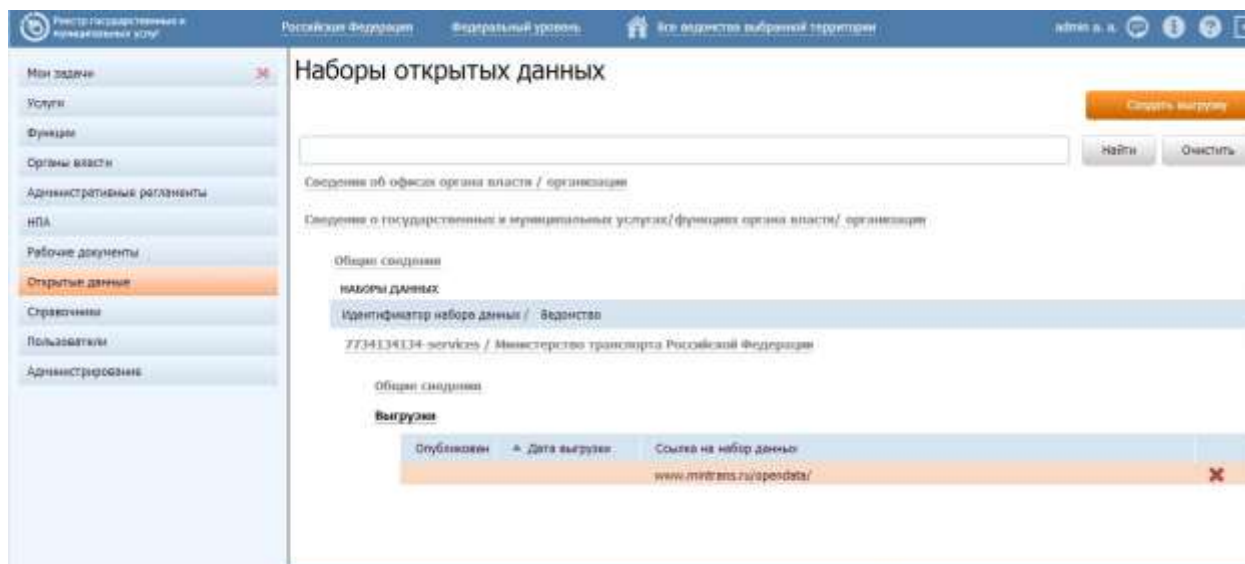 Реестр государственных и
муниципальных услуг
Российская Федерация
Федеральный уровень
Все ведомства выбранной территории
admin a. a.
Мои задачи
Услуги
Функции
Органы власти
Административные регламенты
НПА
Рабочие документы
Открытые данные
Справочники
Пользователи
Администрирование
Наборы открытых данных
Создать выгрузку
Найти
Очистить
Сведения об офисах органа власти / организации
Сведения о государственных и муниципальных услугах/функциях органа власти/ организации
Общие сведения
НАБОРЫ ДАННЫХ
Идентификатор набора данных / Ведомство
7734134134-services / Министерство транспорта Российской Федерации
Общие сведения
Выгрузки
Опубликован
Дата выгрузки
Ссылка на набор данных
www.mintrans.ru/opendata/